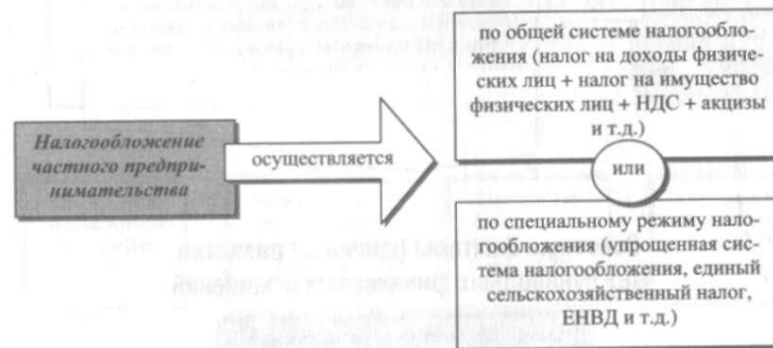 по общей системе налогообло-
жения (налог на доходы физиче-
ских лиц + налог на имущество
физических лиц + НДС + акцизы
и т.д.)
Налогообложение
частного предпри-
нимательства
осуществляется
или
по специальному режиму нало-
гообложения (упрощенная сис-
тема налогообложения, единый
сельскохозяйственный налог,
ЕНВД и т.д.)